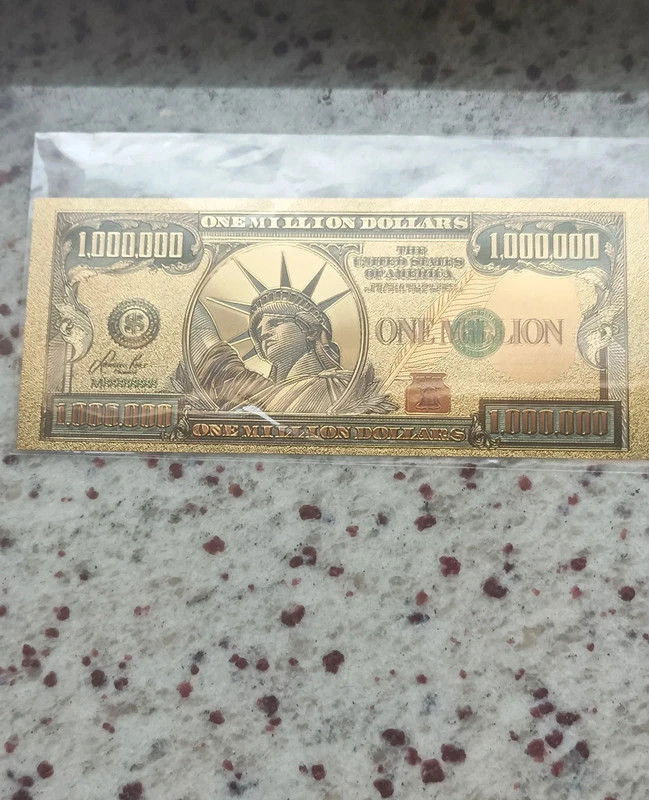 ONE MILLION DOLLARS
1,000,000
1,000,000
THE
UNITED STATES
OF AMERICA
ONE MILLION
$
1,000,000
1,000,000
ONE MILLION DOLLARS